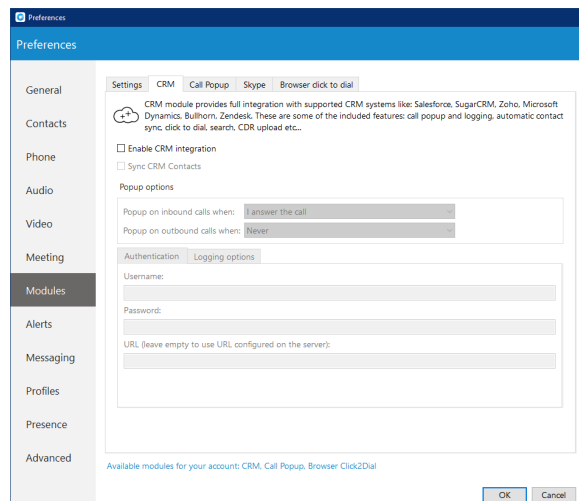 Preferences
Preferences
General
Contacts
Phone
Audio
Video
Meeting
Modules
Alerts
Messaging
Profiles
Presence
Advanced
Settings CRM Call Popup Skype Browser click to dial
CRM module provides full integration with supported CRM systems like: Salesforce, SugarCRM, Zoho, Microsoft
Dynamics, Bullhorn, Zendesk. These are some of the included features: call popup and logging, automatic contact
sync, click to dial, search, CDR upload etc...
Enable CRM integration
Sync CRM Contacts
Popup options
Popup on inbound calls when: I answer the call
Popup on outbound calls when: Never
Authentication Logging options
Username:
Password:
URL (leave empty to use URL configured on the server):
Available modules for your account: CRM, Call Popup, Browser Click2Dial
OK Cancel